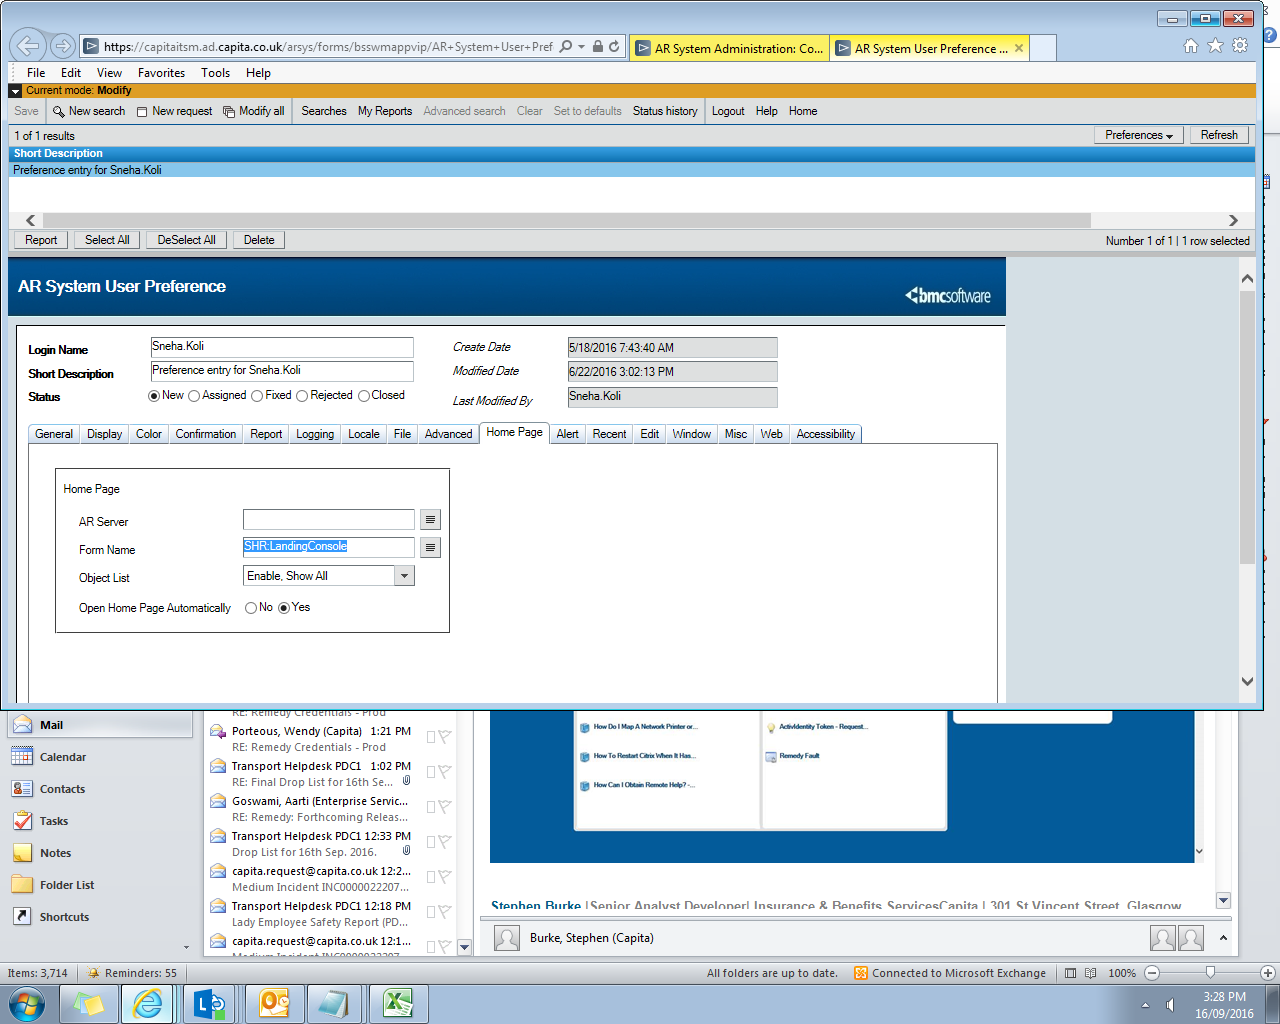 https://capitaitsm.ad.capita.co.uk/arsys/forms/bsswmappvip/AR+System+User+Pref
AR System Administration: Co...
AR System User Preference ...
File Edit View Favorites Tools Help
Current mode: Modify
Save New search New request Modify all Searches My Reports Advanced search Clear Set to defaults Status history Logout Help Home
1 of 1 results
Preferences Refresh
Short Description
Preference entry for Sneha.Koli
Report Select All DeSelect All Delete
Number 1 of 1 | 1 row selected
AR System User Preference
bmcsoftware
Login Name Sneha.Koli Create Date 5/18/2016 7:43:40 AM
Short Description Preference entry for Sneha.Koli Modified Date 6/22/2016 3:02:13 PM
Status New Assigned Fixed Rejected Closed Last Modified By Sneha.Koli
General Display Color Confirmation Report Logging Locale File Advanced Home Page Alert Recent Edit Window Misc Web Accessibility
Home Page
AR Server
Form Name SHR:LandingConsole
Object List Enable, Show All
Open Home Page Automatically No Yes
Mail
Calendar
Contacts
Tasks
Notes
Folder List
Shortcuts
RE: Remedy Credentials - Prod
Porteous, Wendy (Capita) 1:21 PM
RE: Remedy Credentials - Prod
Transport Helpdesk PDC1 1:02 PM
RE: Final Drop List for 16th Se...
Goswami, Aarti (Enterprise Servic...
RE: Remedy: Forthcoming Releas...
Transport Helpdesk PDC1 12:33 PM
Drop List for 16th Sep. 2016.
capita.request@capita.co.uk 12:2...
Medium Incident INC0000022207...
Transport Helpdesk PDC1 12:18 PM
Lady Employee Safety Report (PD...
capita.request@capita.co.uk 12:1...
Medium Incident INC0000022207...
How Do I Map A Network Printer or...
How To Restart Citrix When It Has...
How Can I Obtain Remote Help? -...
ActivIdentity Token - Request...
Remedy Fault
Stephen Burke |Senior Analyst Developer| Insurance & Benefits ServicesCapita | 301 St Vincent Street, Glasgow
Burke, Stephen (Capita)
Items: 3,714 Reminders: 55
All folders are up to date. Connected to Microsoft Exchange 100%
3:28 PM
16/09/2016